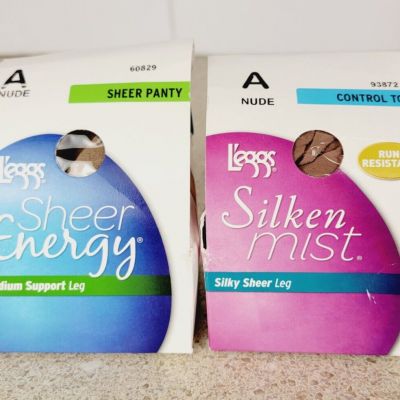 A
NUDE
60829
SHEER PANTY
L'eggs
Sheer
Energy®
dium Support Leg
A
NUDE
93872
CONTROL TO
RUN
RESISTA
L'eggs
Silken
mist®
Silky Sheer Leg